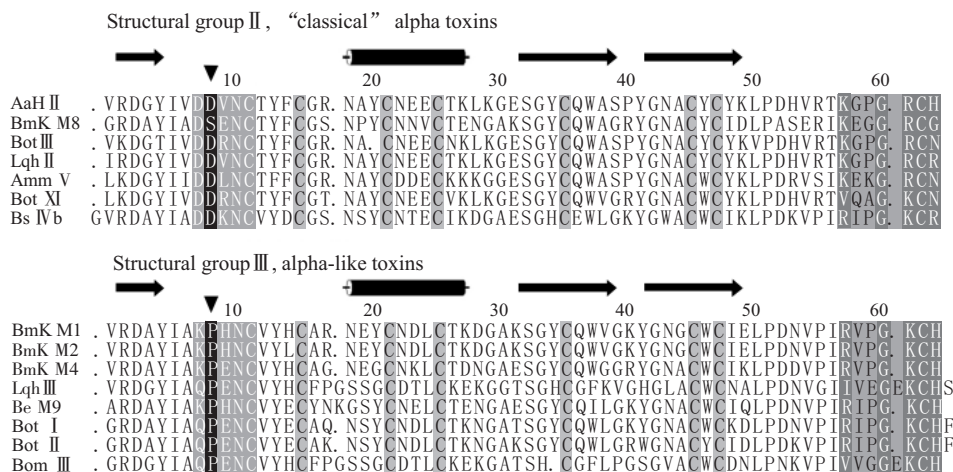 Structural group Ⅱ, “classical” alpha toxins
10 20 30 40 50 60
AaH Ⅱ . VRDGYIVDDVNCTYFCGR. NAYCNEECTKLKGESGYCQWASPYGNACYCYKLPDHVRTKGPG. RCH
BmK M8 . GRDAYIADSENCTYFCGS. NPYCNNVCTENGAKSGYCQWAGRYGNACYCIDLPASERIKEGG. RCG
Bot Ⅲ . VKDGTIVDDRNCTYFCGR. NA. CNEECNKLKGESGYCQWASPYGNACYCYKVPDHVRTKGPG. RCN
Lqh Ⅱ . IRDGYIVDDRNCTYFCGR. NAYCNEECTKLKGESGYCQWASPYGNACYCYKLPDHVRTKGPG. RCR
Amm V . LKDGYIIDDLNCTFFCGR. NAYCDDECKKKGGESGYCQWASPYGNACWCYKLPDRVSIKEKG. RCN
Bot Ⅺ . LKDGYIVDDRNCTYFCGT. NAYCNEECVKLKGESGYCQWVGRYGNACWCYKLPDHVRTVQAG. RCN
Bs Ⅳb GVRDAYIADDKNCVYDCGS. NSYCNTECIKDGAESGHCEWLGKYGWACWCIKLPDKVPIRIPG. KCR
Structural group Ⅲ, alpha-like toxins
10 20 30 40 50 60
BmK M1 . VRDAYIAKPHNCVYHCAR. NEYCNDLCTKDGAKSGYCQWVGKYGNGCWCIELPDNVPIRVPG. KCH
BmK M2 . VRDAYIAKPHNCVYLCAR. NEYCNDLCTKDGAKSGYCQWVGKYGNGCWCIELPDNVPIRVPG. KCH
BmK M4 . VRDAYIAKPENCVYHCAG. NEGCNKLCTDNGAESGYCQWGGRYGNACWCIKLPDDVPIRVPG. KCH
Lqh Ⅲ . VRDGYIAQPENCVYHCFPGSSGCDTLCKEKGGTSGHCGFKVGHGLACWCNALPDNVGIIVEGEKCHS
Be M9 . ARDAYIAKPHNCVYECYNKGSYCNELCTENGAESGYCQILGKYGNACWCIQLPDNVPIRIPG. KCH
Bot Ⅰ . GRDAYIAQPENCVYECAQ. NSYCNDLCTKNGATSGYCQWLGKYGNACWCKDLPDNVPIRIPG. KCHF
Bot Ⅱ . GRDAYIAQPENCVYECAK. NSYCNDLCTKNGAKSGYCQWLGRWGNACWCIDLPDKVPIRIPG. KCHF
Bom Ⅲ . GRDGYIAQPENCVYHCFPGSSGCDTLCKEKGATSH. CGFLPGSGVACWCDNLPNKVPIVVGGEKCH